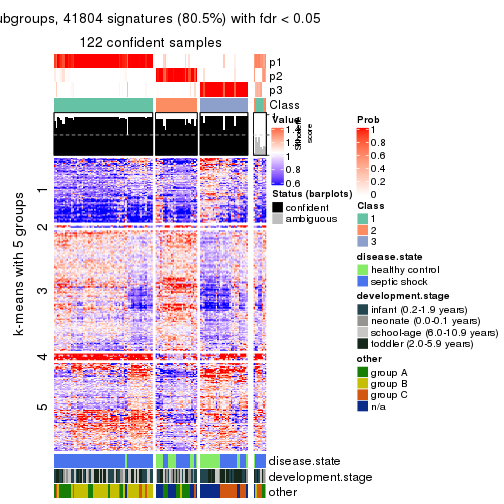 ubgroups, 41804 signatures (80.5%) with fdr < 0.05
122 confident samples
p1
p2
p3
Class
Value
1
0.8
0.6
score
Prob
1
0.8
0.6
0.4
0.2
0
Status (barplots)
confident
ambiguous
Class
1
2
3
disease.state
healthy control
septic shock
development.stage
infant (0.2-1.9 years)
neonate (0.0-0.1 years)
school-age (6.0-10.9 years)
toddler (2.0-5.9 years)
other
group A
group B
group C
n/a
k-means with 5 groups
1
2
3
4
5
disease.state
development.stage
other